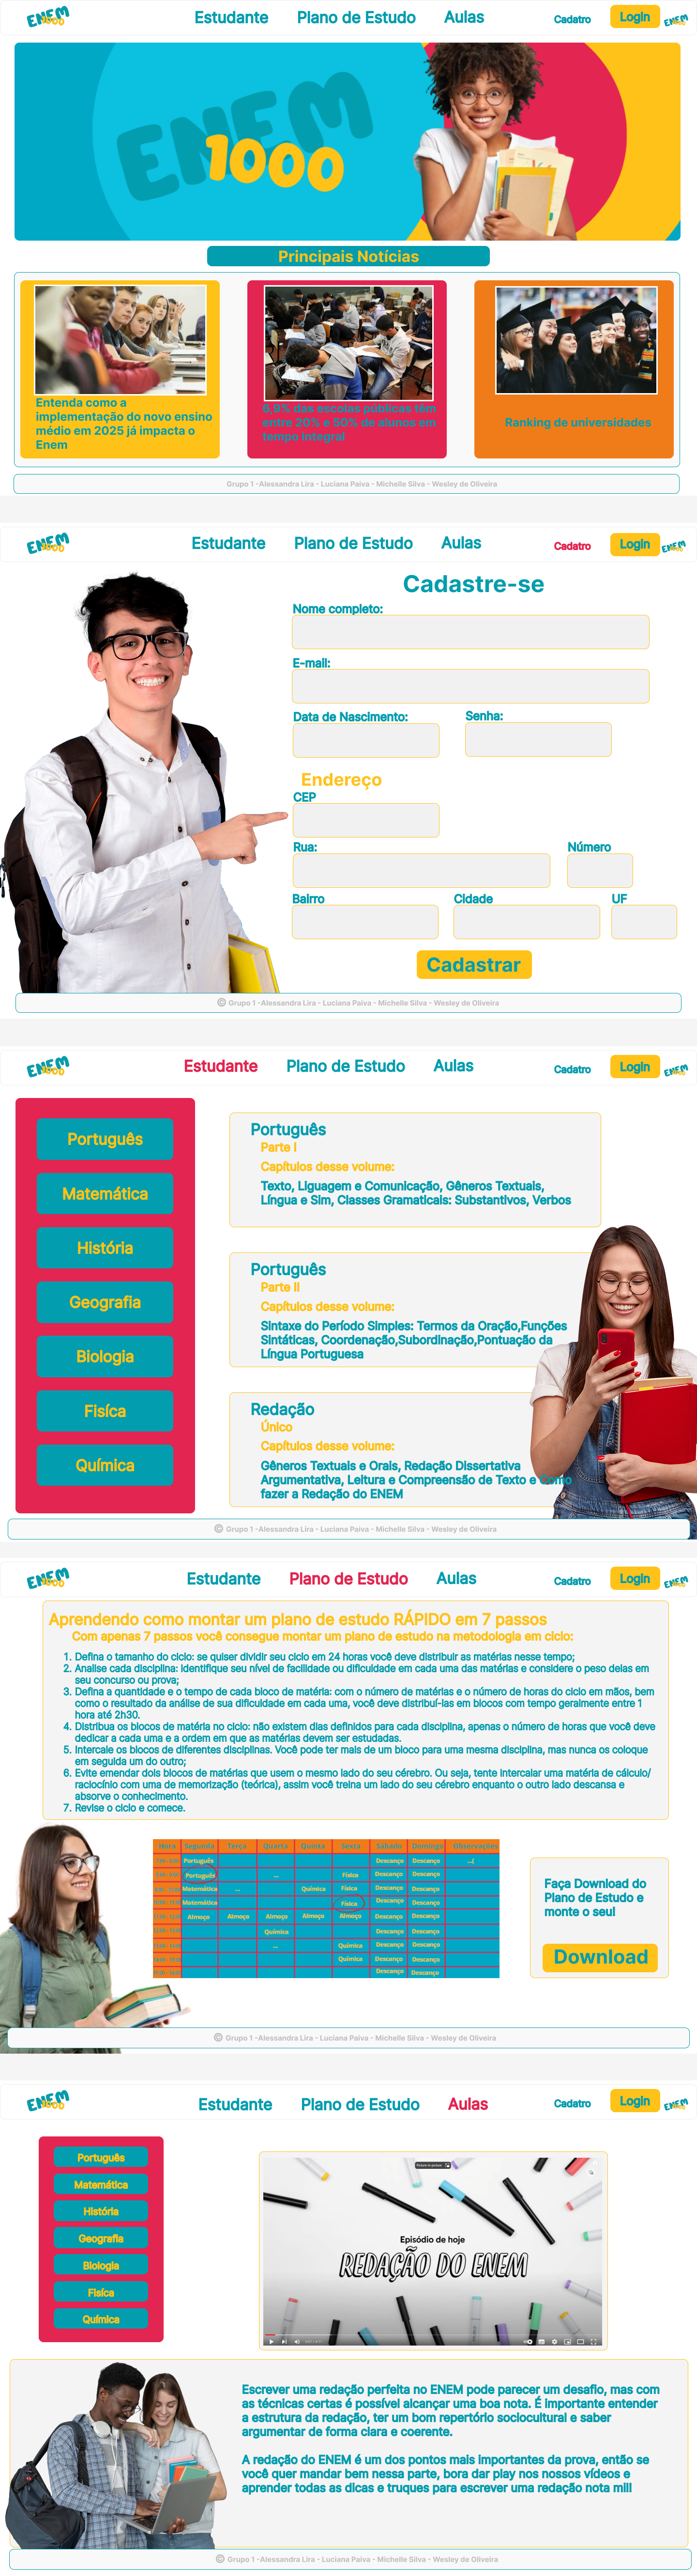 ENEM 1000
Estudante
Plano de Estudo
Aulas
Cadatro
Login
ENEM 1000
ENEM
1000
Principais Notícias
Entenda como a
implementação do novo ensino
médio em 2025 já impacta o
Enem
6,9% das escolas públicas têm
entre 20% e 50% de alunos em
tempo integral
Ranking de universidades
Grupo 1 -Alessandra Lira - Luciana Paiva - Michelle Silva - Wesley de Oliveira
ENEM 1000
Estudante
Plano de Estudo
Aulas
Cadatro
Login
ENEM 1000
Cadastre-se
Nome completo:
E-mail:
Data de Nascimento:
Senha:
Endereço
CEP
Rua:
Número
Bairro
Cidade
UF
Cadastrar
© Grupo 1 -Alessandra Lira - Luciana Paiva - Michelle Silva - Wesley de Oliveira
ENEM 1000
Estudante
Plano de Estudo
Aulas
Cadatro
Login
ENEM 1000
Português
Matemática
História
Geografia
Biologia
Fisíca
Química
Português
Parte I
Capítulos desse volume:
Texto, Liguagem e Comunicação, Gêneros Textuais,
Língua e Sim, Classes Gramaticais: Substantivos, Verbos
Português
Parte II
Capítulos desse volume:
Sintaxe do Período Simples: Termos da Oração,Funções
Sintáticas, Coordenação,Subordinação,Pontuação da
Língua Portuguesa
Redação
Único
Capítulos desse volume:
Gêneros Textuais e Orais, Redação Dissertativa
Argumentativa, Leitura e Compreensão de Texto e Como
fazer a Redação do ENEM
© Grupo 1 -Alessandra Lira - Luciana Paiva - Michelle Silva - Wesley de Oliveira
ENEM 1000
Estudante
Plano de Estudo
Aulas
Cadatro
Login
ENEM 1000
Aprendendo como montar um plano de estudo RÁPIDO em 7 passos
Com apenas 7 passos você consegue montar um plano de estudo na metodologia em ciclo:
1. Defina o tamanho do ciclo: se quiser dividir seu ciclo em 24 horas você deve distribuir as matérias nesse tempo;
2. Analise cada disciplina: identifique seu nível de facilidade ou dificuldade em cada uma das matérias e considere o peso delas em
seu concurso ou prova;
3. Defina a quantidade e o tempo de cada bloco de matéria: com o número de matérias e o número de horas do ciclo em mãos, bem
como o resultado da análise de sua dificuldade em cada uma, você deve distribuí-las em blocos com tempo geralmente entre 1
hora até 2h30.
4. Distribua os blocos de matéria no ciclo: não existem dias definidos para cada disciplina, apenas o número de horas que você deve
dedicar a cada uma e a ordem em que as matérias devem ser estudadas.
5. Intercale os blocos de diferentes disciplinas. Você pode ter mais de um bloco para uma mesma disciplina, mas nunca os coloque
em seguida um do outro;
6. Evite emendar dois blocos de matérias que usem o mesmo lado do seu cérebro. Ou seja, tente intercalar uma matéria de cálculo/
raciocínio com uma de memorização (teórica), assim você treina um lado do seu cérebro enquanto o outro lado descansa e
absorve o conhecimento.
7. Revise o ciclo e comece.
Hora Segunda Terça Quarta Quinta Sexta Sábado Domingo Observações
Português Descanço Descanço
Português ... Física Descanço Descanço
Matemática ... Química Física Descanço Descanço
Matemática Física Descanço Descanço
Almoço Almoço Almoço Almoço Almoço Descanço Descanço
Química Descanço Descanço
... Química Descanço Descanço
Química Descanço Descanço
Descanço Descanço
Faça Download do
Plano de Estudo e
monte o seu!
Download
© Grupo 1 -Alessandra Lira - Luciana Paiva - Michelle Silva - Wesley de Oliveira
ENEM 1000
Estudante
Plano de Estudo
Aulas
Cadatro
Login
ENEM 1000
Português
Matemática
História
Geografia
Biologia
Fisíca
Química
Episódio de hoje
REDAÇÃO DO ENEM
Escrever uma redação perfeita no ENEM pode parecer um desafio, mas com
as técnicas certas é possível alcançar uma boa nota. É importante entender
a estrutura da redação, ter um bom repertório sociocultural e saber
argumentar de forma clara e coerente.
A redação do ENEM é um dos pontos mais importantes da prova, então se
você quer mandar bem nessa parte, bora dar play nos nossos vídeos e
aprender todas as dicas e truques para escrever uma redação nota mil!
© Grupo 1 -Alessandra Lira - Luciana Paiva - Michelle Silva - Wesley de Oliveira